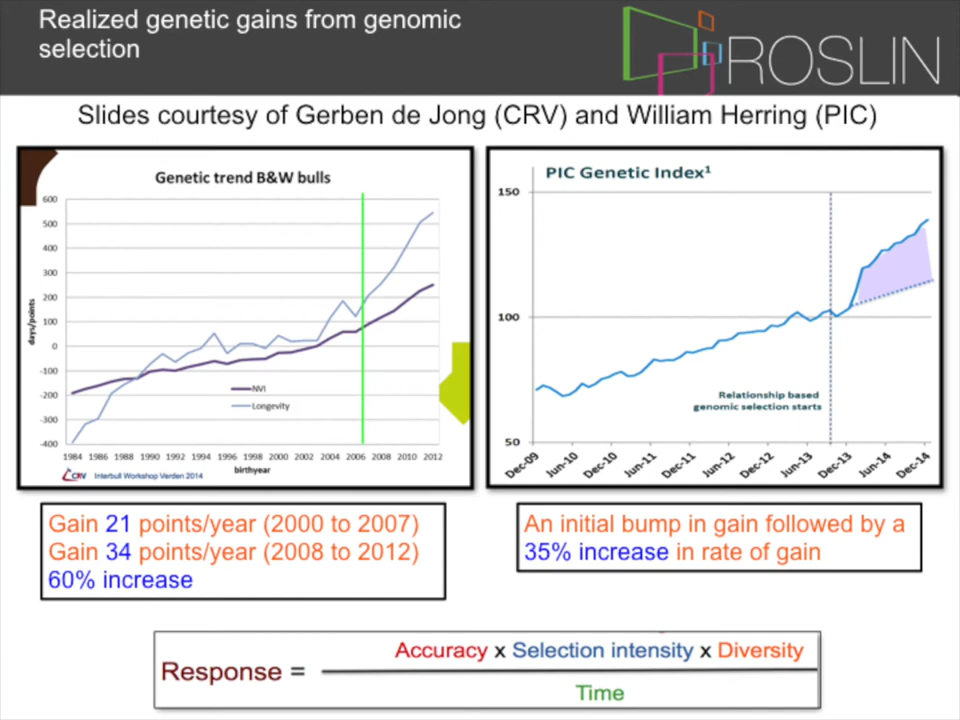 Realized genetic gains from genomic
selection
ROSLIN
Slides courtesy of Gerben de Jong (CRV) and William Herring (PIC)
Genetic trend B&W bulls
600
500
400
300
200
100
0
-100
-200
-300
-400
days/points
NVI
Longevity
1984 1986 1988 1990 1992 1994 1996 1998 2000 2002 2004 2006 2008 2010 2012
birthyear
CRV Interbull Workshop Verden 2014
PIC Genetic Index¹
150
100
50
Relationship based
genomic selection starts
Dec-09 Jun-10 Dec-10 Jun-11 Dec-11 Jun-12 Dec-12 Jun-13 Dec-13 Jun-14 Dec-14
Gain 21 points/year (2000 to 2007)
Gain 34 points/year (2008 to 2012)
60% increase
An initial bump in gain followed by a
35% increase in rate of gain
Accuracy x Selection intensity x Diversity
Response =
Time